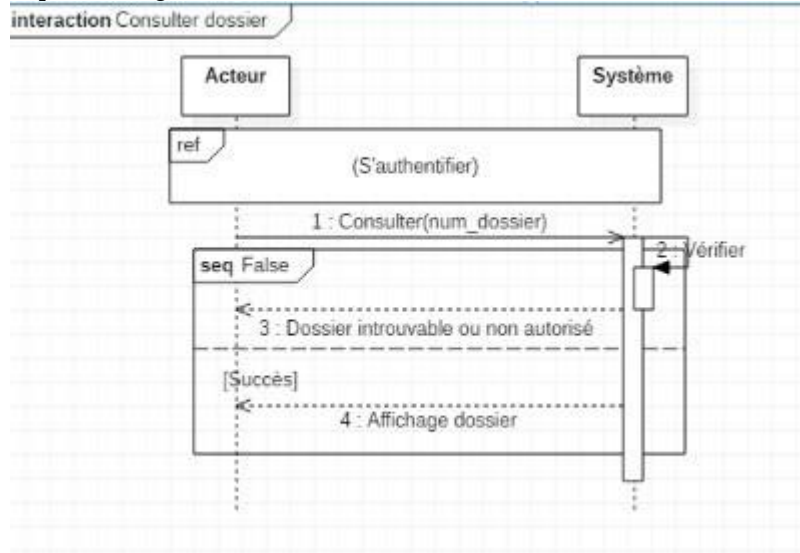 interaction Consulter dossier
Acteur
Système
ref
(S'authentifier)
1 : Consulter(num_dossier)
2 : Vérifier
seq False
3 : Dossier introuvable ou non autorisé
[Succès]
4 : Affichage dossier